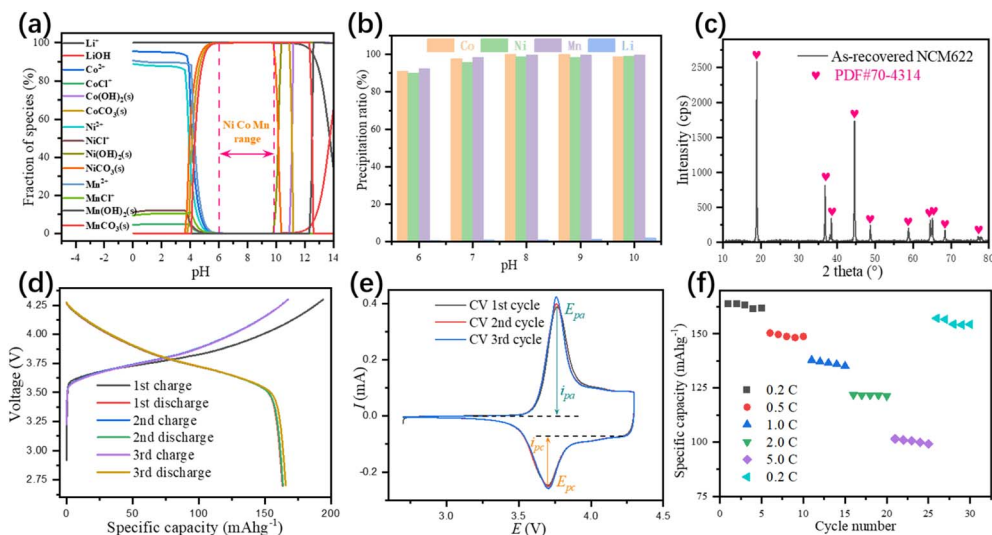 (a)
Fraction of species (%)
100
80
60
40
20
0
Li⁺
LiOH
Co²⁺
CoCl⁺
Co(OH)₂(s)
CoCO₃(s)
Ni²⁺
NiCl⁺
Ni(OH)₂(s)
NiCO₃(s)
Mn²⁺
MnCl⁺
Mn(OH)₂(s)
MnCO₃(s)
Ni Co Mn
range
-4 -2 0 2 4 6 8 10 12 14
pH
(b)
Precipitation ratio (%)
100
80
60
40
20
0
Co Ni Mn Li
6 7 8 9 10
pH
(c)
Intensity (cps)
2500
2000
1500
1000
500
0
As-recovered NCM622
PDF#70-4314
10 20 30 40 50 60 70 80
2 theta (°)
(d)
Voltage (V)
4.25
4.00
3.75
3.50
3.25
3.00
2.75
1st charge
1st discharge
2nd charge
2nd discharge
3rd charge
3rd discharge
0 50 100 150 200
Specific capacity (mAhg⁻¹)
(e)
I (mA)
0.4
0.2
0.0
-0.2
CV 1st cycle
CV 2nd cycle
CV 3rd cycle
Epa
ipa
ipc
Epc
3.0 3.5 4.0 4.5
E (V)
(f)
Specific capacity (mAhg⁻¹)
175
150
125
100
75
0.2 C
0.5 C
1.0 C
2.0 C
5.0 C
0.2 C
0 5 10 15 20 25 30
Cycle number